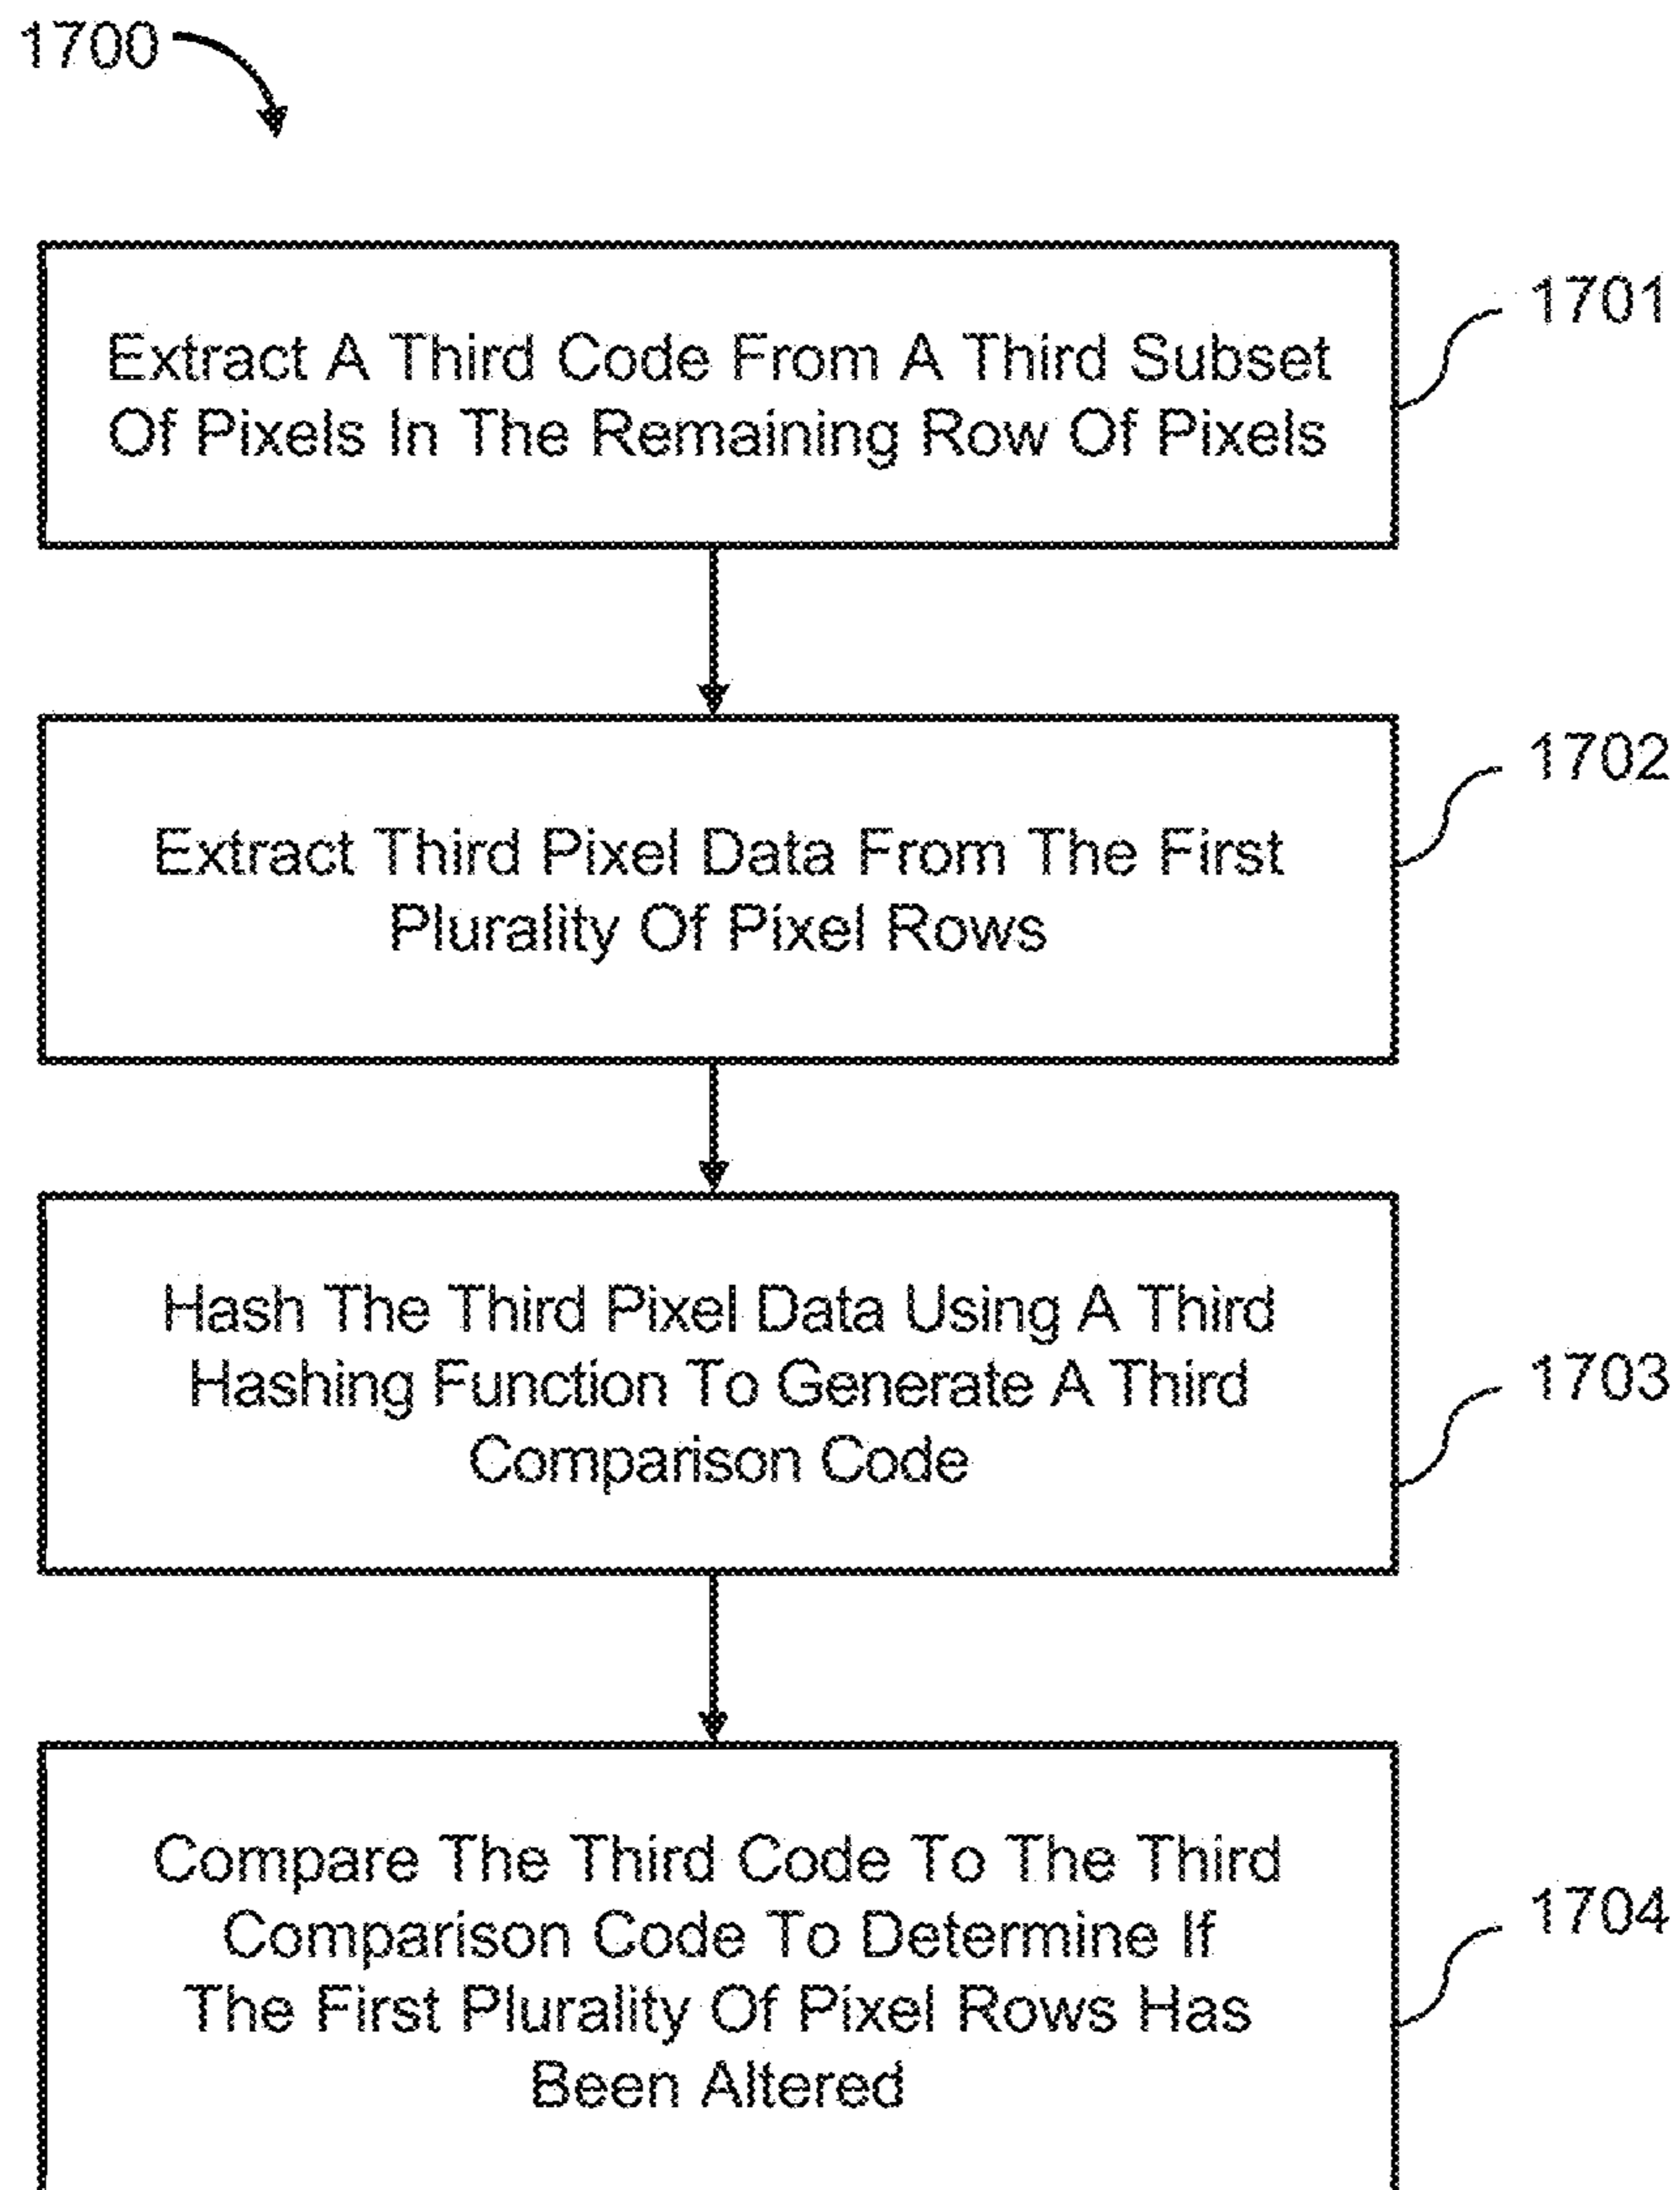 1700
Extract A Third Code From A Third Subset
Of Pixels In The Remaining Row Of Pixels
1701
Extract Third Pixel Data From The First
Plurality Of Pixel Rows
1702
Hash The Third Pixel Data Using A Third
Hashing Function To Generate A Third
Comparison Code
1703
Compare The Third Code To The Third
Comparison Code To Determine If
The First Plurality Of Pixel Rows Has
Been Altered
1704